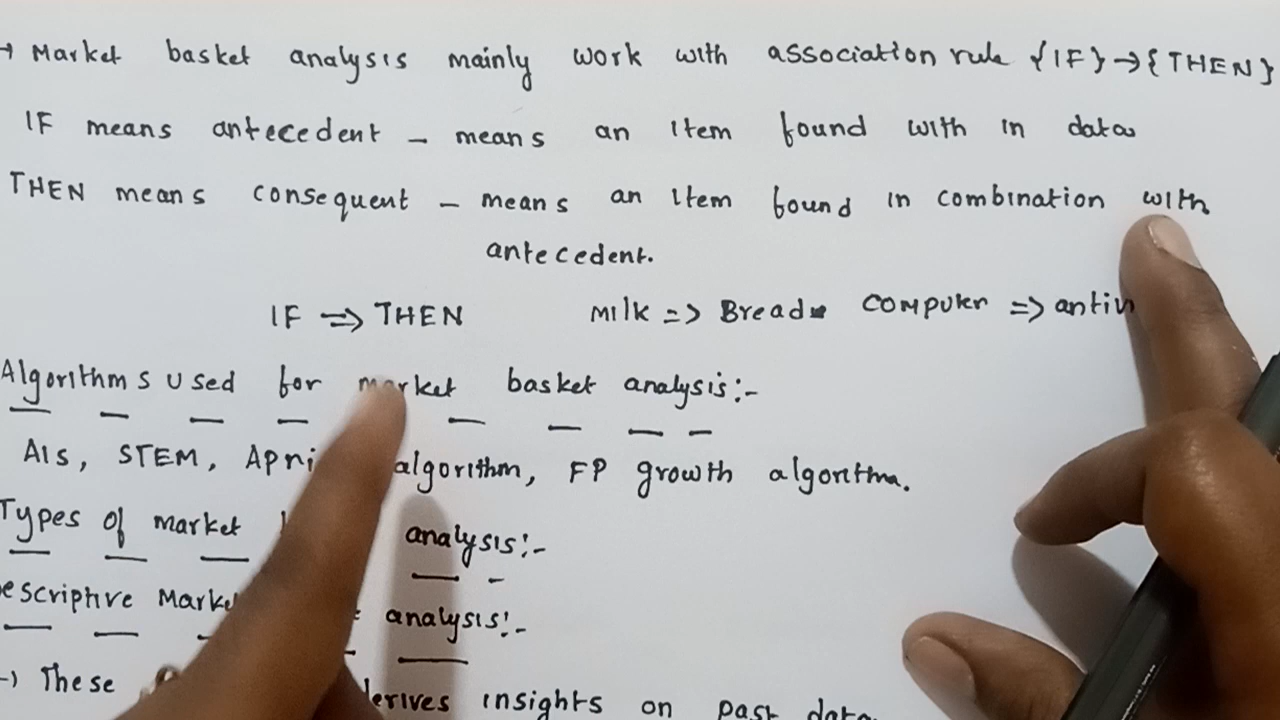 → Market basket analysis mainly work with association rule {IF}→{THEN}
IF means antecedent – means an item found with in data
THEN means consequent – means an item found in combination with
antecedent.
IF => THEN Milk => Bread computer => antiv
Algorithms used for market basket analysis:-
AIS, STEM, Apri algorithm, FP growth algorithm.
Types of market analysis:-
escriptive Marke analysis:-
→ These derives insights on past data